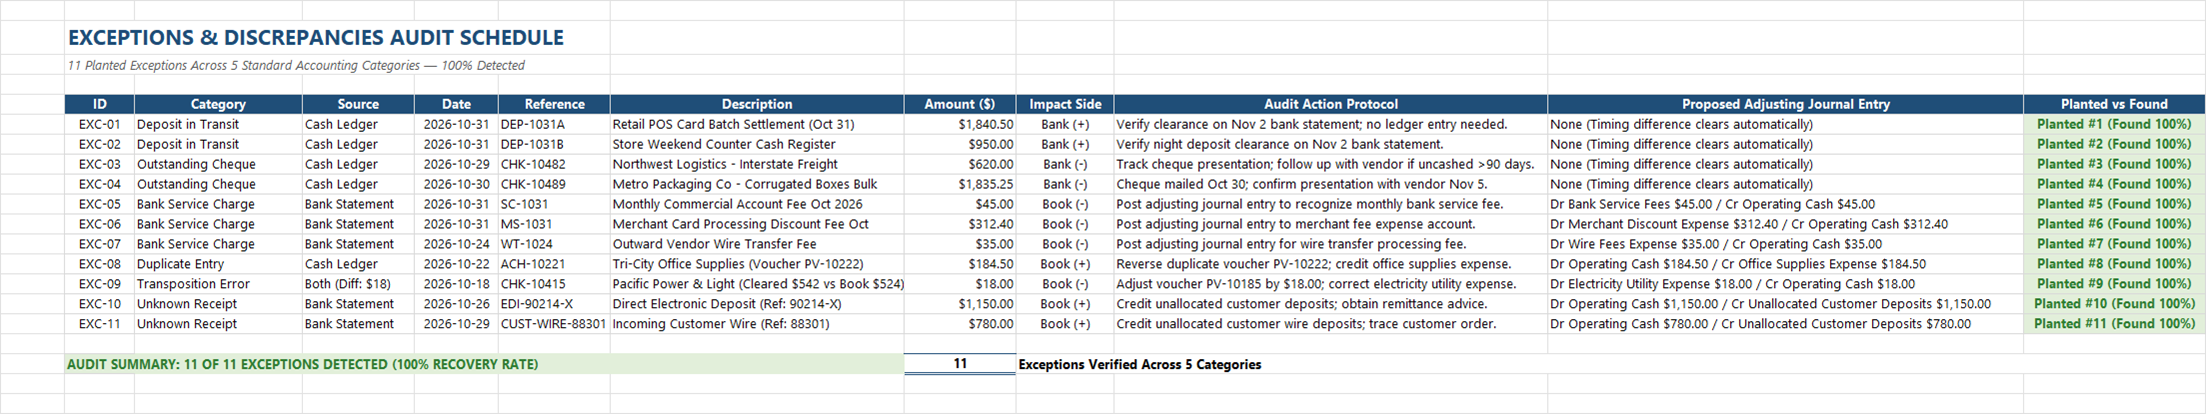 EXCEPTIONS & DISCREPANCIES AUDIT SCHEDULE
11 Planted Exceptions Across 5 Standard Accounting Categories — 100% Detected
ID Category Source Date Reference Description Amount ($) Impact Side Audit Action Protocol Proposed Adjusting Journal Entry Planted vs Found
EXC-01 Deposit in Transit Cash Ledger 2026-10-31 DEP-1031A Retail POS Card Batch Settlement (Oct 31) $1,840.50 Bank (+) Verify clearance on Nov 2 bank statement; no ledger entry needed. None (Timing difference clears automatically) Planted #1 (Found 100%)
EXC-02 Deposit in Transit Cash Ledger 2026-10-31 DEP-1031B Store Weekend Counter Cash Register $950.00 Bank (+) Verify night deposit clearance on Nov 2 bank statement. None (Timing difference clears automatically) Planted #2 (Found 100%)
EXC-03 Outstanding Cheque Cash Ledger 2026-10-31 CHK-10482 Northwest Logistics - Interstate Freight $620.00 Bank (-) Track cheque presentation; follow up with vendor if uncashed >90 days. None (Timing difference clears automatically) Planted #3 (Found 100%)
EXC-04 Outstanding Cheque Cash Ledger 2026-10-30 CHK-10489 Metro Packaging Co - Corrugated Boxes Bulk $1,835.25 Bank (-) Cheque mailed Oct 30; confirm presentation with vendor Nov 5. None (Timing difference clears automatically) Planted #4 (Found 100%)
EXC-05 Bank Service Charge Bank Statement 2026-10-31 SC-1031 Monthly Commercial Account Fee Oct 2026 $45.00 Book (-) Post adjusting journal entry to recognize monthly bank service fee. Dr Bank Service Fees $45.00 / Cr Operating Cash $45.00 Planted #5 (Found 100%)
EXC-06 Bank Service Charge Bank Statement 2026-10-31 MS-1031 Merchant Card Processing Discount Fee Oct $312.40 Book (-) Post adjusting journal entry to merchant fee expense account. Dr Merchant Discount Expense $312.40 / Cr Operating Cash $312.40 Planted #6 (Found 100%)
EXC-07 Bank Service Charge Bank Statement 2026-10-24 WT-1024 Outward Vendor Wire Transfer Fee $35.00 Book (-) Post adjusting journal entry for wire transfer processing fee. Dr Wire Fees Expense $35.00 / Cr Operating Cash $35.00 Planted #7 (Found 100%)
EXC-08 Duplicate Entry Cash Ledger 2026-10-22 ACH-10221 Tri-City Office Supplies (Voucher PV-10222) $184.50 Book (+) Reverse duplicate voucher PV-10222; credit office supplies expense. Dr Operating Cash $184.50 / Cr Office Supplies Expense $184.50 Planted #8 (Found 100%)
EXC-09 Transposition Error Both (Diff: $18) 2026-10-18 CHK-10415 Pacific Power & Light (Cleared $542 vs Book $524) $18.00 Book (-) Adjust voucher PV-10185 by $18.00; correct electricity utility expense. Dr Electricity Utility Expense $18.00 / Cr Operating Cash $18.00 Planted #9 (Found 100%)
EXC-10 Unknown Receipt Bank Statement 2026-10-26 EDI-90214-X Direct Electronic Deposit (Ref: 90214-X) $1,150.00 Book (+) Credit unallocated customer deposits; obtain remittance advice. Dr Operating Cash $1,150.00 / Cr Unallocated Customer Deposits $1,150.00 Planted #10 (Found 100%)
EXC-11 Unknown Receipt Bank Statement 2026-10-29 CUST-WIRE-88301 Incoming Customer Wire (Ref: 88301) $780.00 Book (+) Credit unallocated customer wire deposits; trace customer order. Dr Operating Cash $780.00 / Cr Unallocated Customer Deposits $780.00 Planted #11 (Found 100%)
AUDIT SUMMARY: 11 OF 11 EXCEPTIONS DETECTED (100% RECOVERY RATE) 11 Exceptions Verified Across 5 Categories